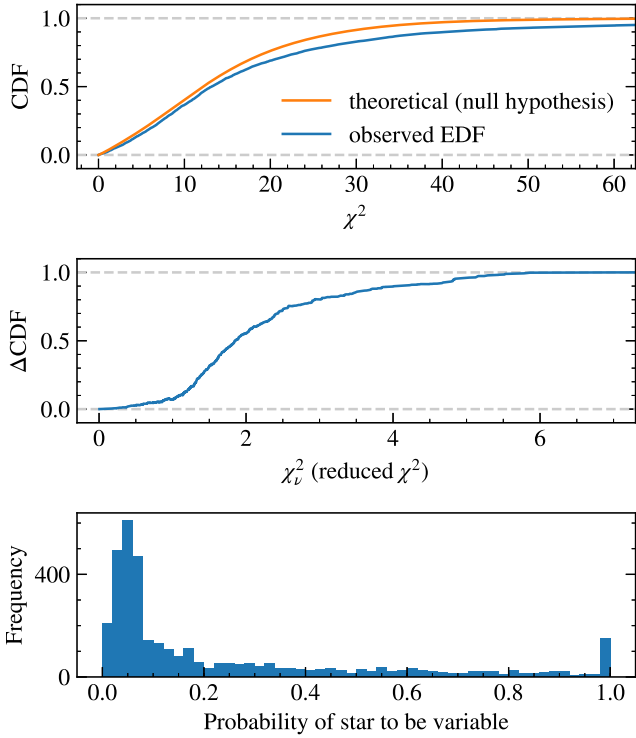 1.0
0.5
0.0
CDF
theoretical (null hypothesis)
observed EDF
0 10 20 30 40 50 60
χ²
1.0
0.5
0.0
ΔCDF
0 2 4 6
χ²ᵥ (reduced χ²)
400
0
Frequency
0.0 0.2 0.4 0.6 0.8 1.0
Probability of star to be variable